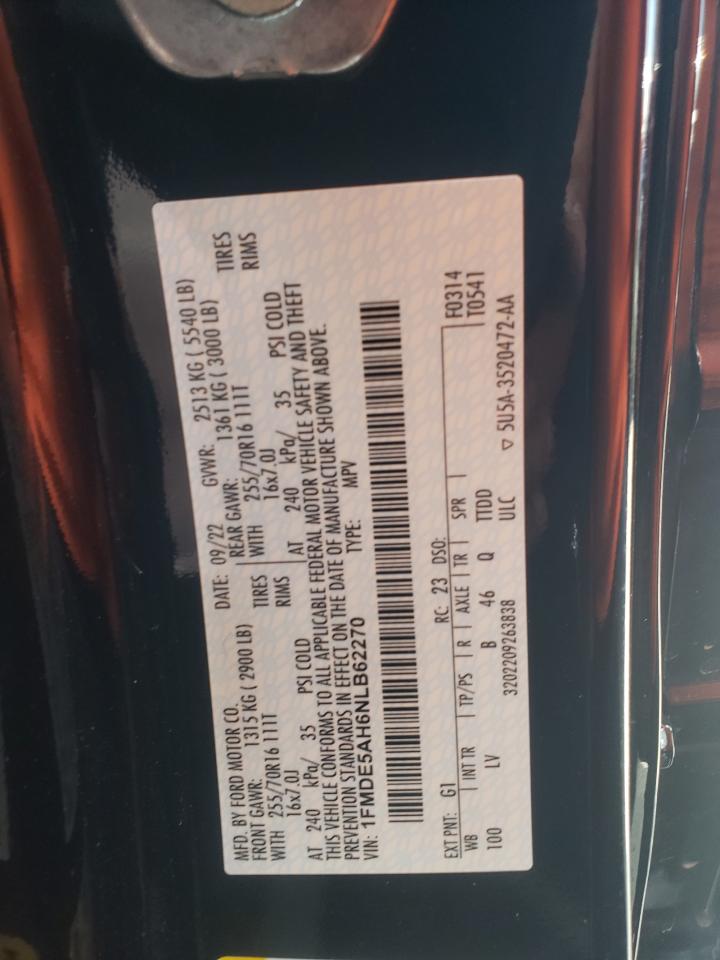 MFD. BY FORD MOTOR CO.
DATE: 09/22 GVWR: 2513 KG ( 5540 LB)
FRONT GAWR: 1315 KG ( 2900 LB)
REAR GAWR: 1361 KG ( 3000 LB)
WITH 255/70R16 111T TIRES
WITH 255/70R16 111T TIRES
16x7.0J RIMS
16x7.0J RIMS
AT 240 kPa/ 35 PSI COLD
AT 240 kPa/ 35 PSI COLD
THIS VEHICLE CONFORMS TO ALL APPLICABLE FEDERAL MOTOR VEHICLE SAFETY AND THEFT
PREVENTION STANDARDS IN EFFECT ON THE DATE OF MANUFACTURE SHOWN ABOVE.
VIN: 1FMDE5AH6NLB62270 TYPE: MPV
EXT PNT: G1 RC: 23 DSO: F0314
WB INT TR TP/PS R AXLE TR SPR T0541
100 LV B 46 Q TTDD
3202209263838 ULC ▽ 5U5A-3520472-AA